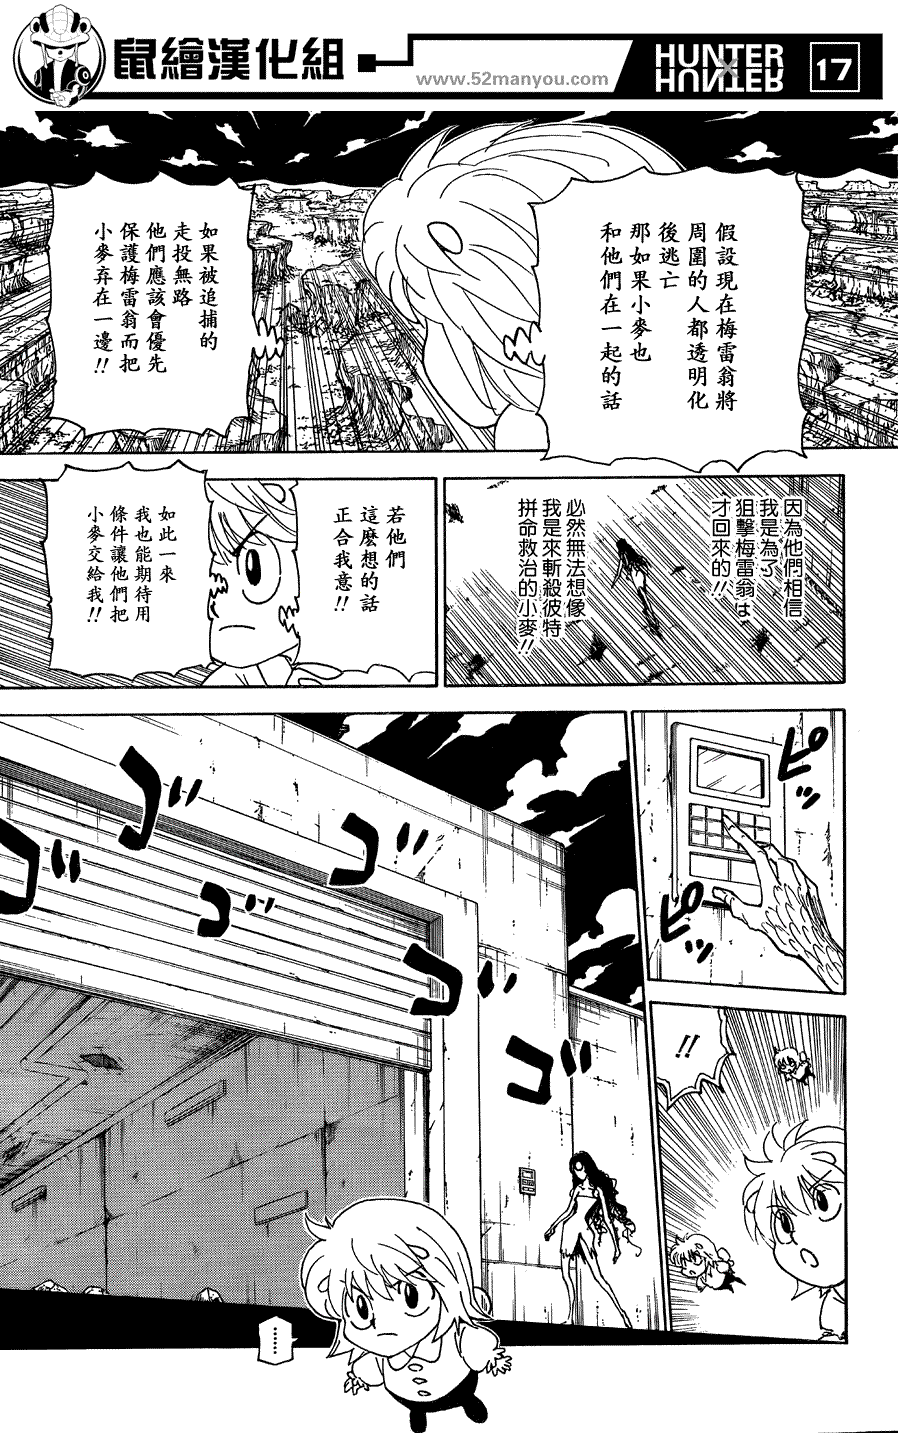 鼠繪漢化組
www.52manyou.com
HUNTER
X
HUNTER
17
假設現在梅雷翁將
周圍的人都透明化
後逃亡
那如果小麥也
和他們在一起的話
如果被追捕的
走投無路
他們應該會優先
保護梅雷翁而把
小麥弃在一邊!!
因為他們相信
我是為了
狙擊梅雷翁
才回來的!!
必然無法想像
我是來斬殺彼特
拼命救治的小麥!!
若他們
這麽想的話
正合我意!!
如此一來
我也能期待用
條件讓他們把
小麥交給我!!
ピッ
ピッ
!!
ゴゴゴゴゴゴゴゴ
……